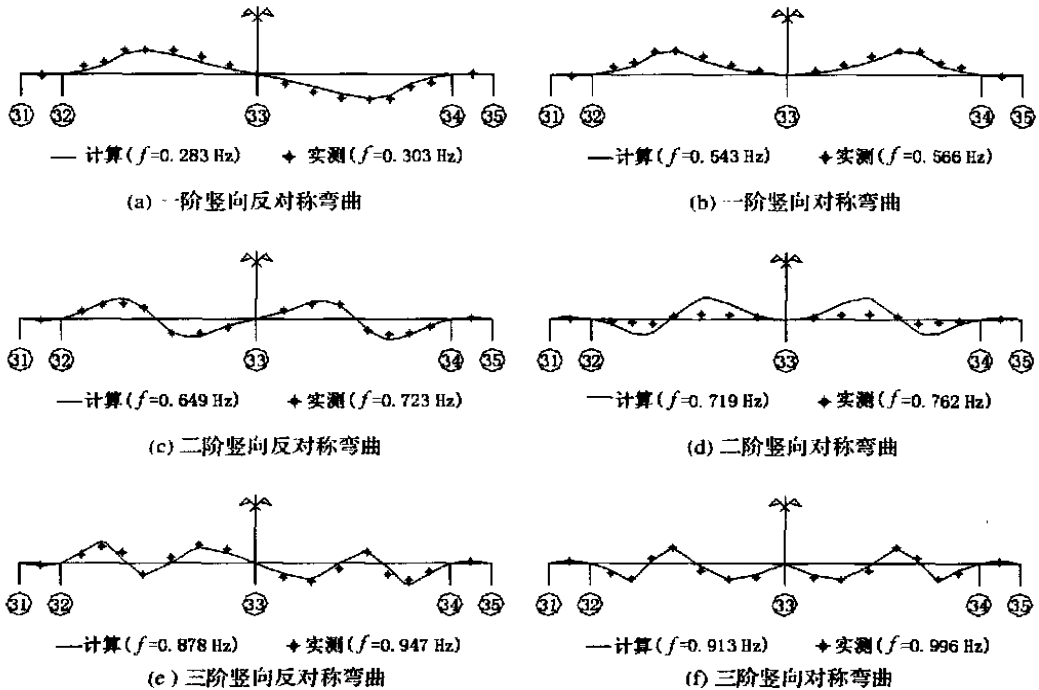 31 32 33 34 35
31 32 33 34 35
计算(f=0.283 Hz) 实测(f=0.303 Hz)
计算(f=0.543 Hz) 实测(f=0.566 Hz)
(a) 一阶竖向反对称弯曲
(b) 一阶竖向对称弯曲
31 32 33 34 35
31 32 33 34 35
计算(f=0.649 Hz) 实测(f=0.723 Hz)
计算(f=0.719 Hz) 实测(f=0.762 Hz)
(c) 二阶竖向反对称弯曲
(d) 二阶竖向对称弯曲
31 32 33 34 35
31 32 33 34 35
计算(f=0.878 Hz) 实测(f=0.947 Hz)
计算(f=0.913 Hz) 实测(f=0.996 Hz)
(e) 三阶竖向反对称弯曲
(f) 三阶竖向对称弯曲